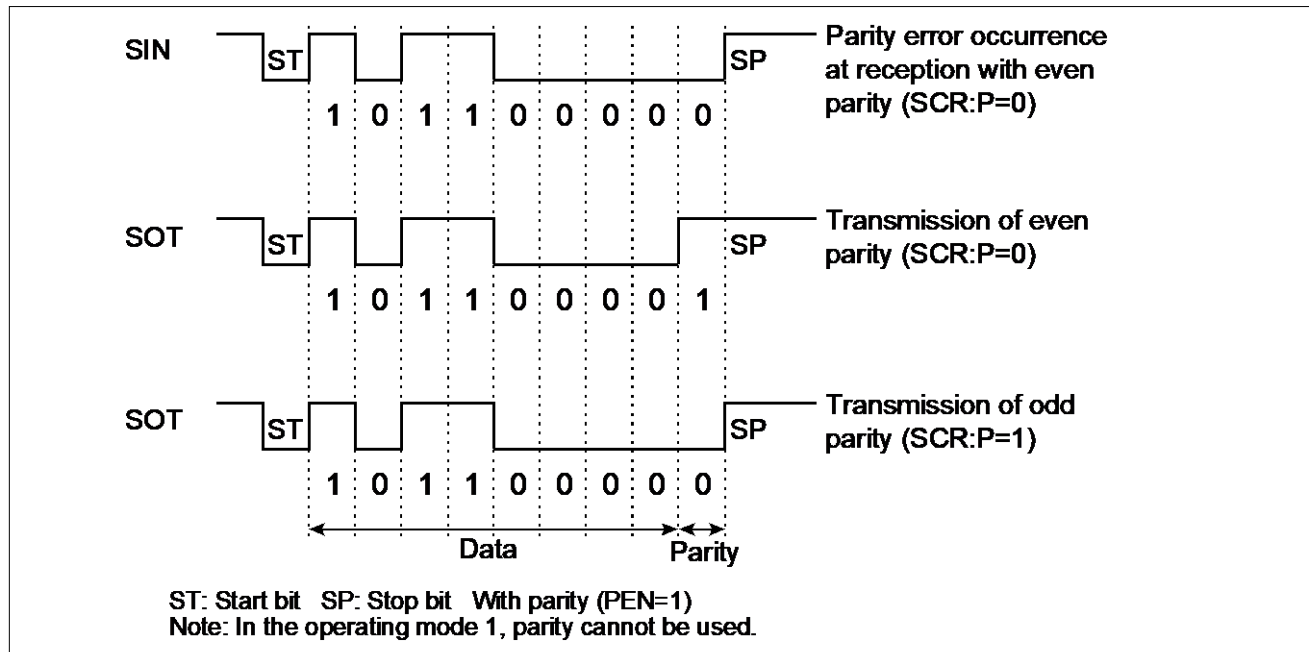 SIN
ST
SP
Parity error occurrence
at reception with even
parity (SCR:P=0)
1 0 1 1 0 0 0 0 0
SOT
ST
SP
Transmission of even
parity (SCR:P=0)
1 0 1 1 0 0 0 0 1
SOT
ST
SP
Transmission of odd
parity (SCR:P=1)
1 0 1 1 0 0 0 0 0
Data
Parity
ST: Start bit SP: Stop bit With parity (PEN=1)
Note: In the operating mode 1, parity cannot be used.